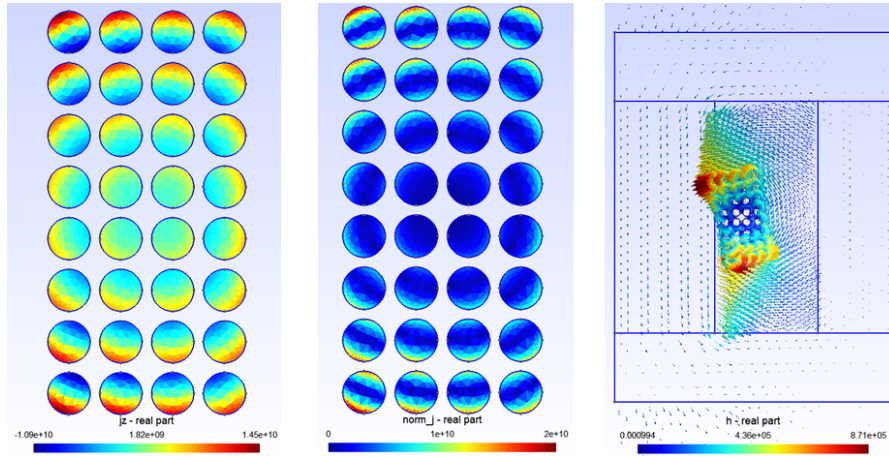 jz - real part
-1.09e+10 1.82e+09 1.45e+10
norm_j - real part
0 1e+10 2e+10
h - real part
0.000994 4.36e+05 8.71e+05